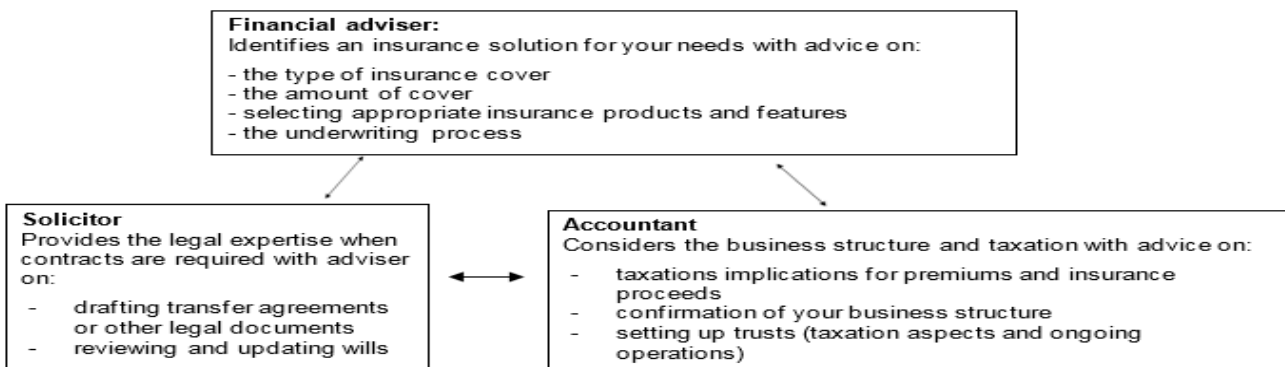 Financial adviser:
Identifies an insurance solution for your needs with advice on:
- the type of insurance cover
- the amount of cover
- selecting appropriate insurance products and features
- the underwriting process
Solicitor
Provides the legal expertise when
contracts are required with adviser
on:
- drafting transfer agreements
or other legal documents
- reviewing and updating wills
Accountant
Considers the business structure and taxation with advice on:
- taxations implications for premiums and insurance
proceeds
- confirmation of your business structure
- setting up trusts (taxation aspects and ongoing
operations)